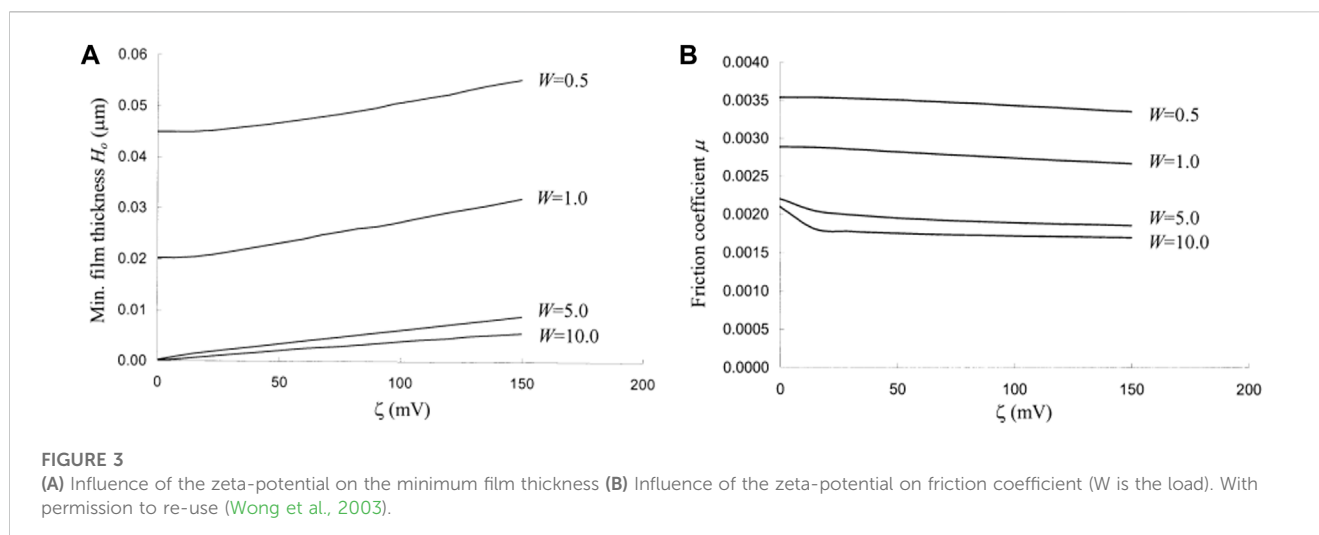 A
0.06
0.05
0.04
0.03
0.02
0.01
0.00
Min. film thickness Hₒ (μm)
W=0.5
W=1.0
W=5.0
W=10.0
0 50 100 150 200
ζ (mV)
B
0.0040
0.0035
0.0030
0.0025
0.0020
0.0015
0.0010
0.0005
0.0000
Friction coefficient μ
W=0.5
W=1.0
W=5.0
W=10.0
0 50 100 150 200
ζ (mV)
FIGURE 3
(A) Influence of the zeta-potential on the minimum film thickness (B) Influence of the zeta-potential on friction coefficient (W is the load). With
permission to re-use (Wong et al., 2003).